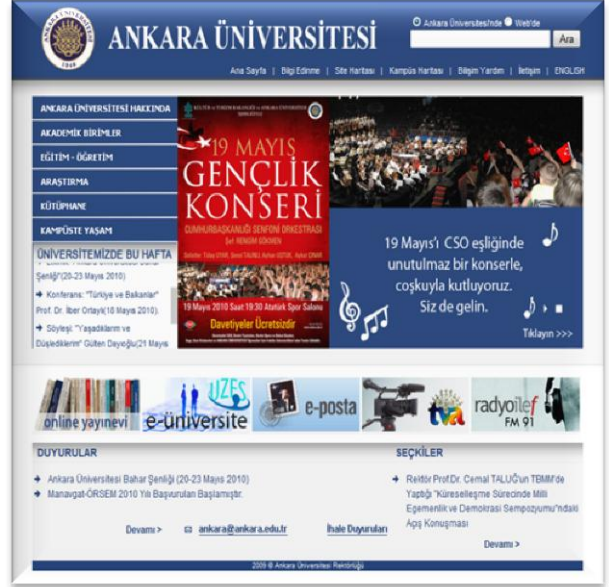 ANKARA ÜNİVERSİTESİ
Ankara Üniversitesi'nde Web'de
Ara
Ana Sayfa | Bilgi Edinme | Site Haritası | Kampüs Haritası | Bilişim Yardım | İletişim | ENGLISH
ANKARA ÜNİVERSİTESİ HAKKINDA
AKADEMİK BİRİMLER
EĞİTİM - ÖĞRETİM
ARAŞTIRMA
KÜTÜPHANE
KAMPÜSTE YAŞAM
ÜNİVERSİTEMİZDE BU HAFTA
Şenliği"(20-23 Mayıs 2010)
Konferans: "Türkiye ve Balkanlar"
Prof. Dr. İlber Ortaylı(18 Mayıs 2010).
Söyleşi: "Yaşadıklarım ve
Düşlediklerim" Gülten Dayıoğlu(21 Mayıs
19 MAYIS
GENÇLİK
KONSERİ
CUMHURBAŞKANLIĞI SENFONİ ORKESTRASI
Şef: RENGİM GÖKMEN
19 Mayıs 2010 Saat 19:30 Atatürk Spor Salonu
Davetiyeler Ücretsizdir
19 Mayıs'ı CSO eşliğinde
unutulmaz bir konserle,
coşkuyla kutluyoruz.
Siz de gelin.
Tıklayın >>>
online yayınevi
UZES
e-üniversite
e-posta
tva
radyoilef
FM 91
DUYURULAR
Ankara Üniversitesi Bahar Şenliği (20-23 Mayıs 2010)
Manavgat-ÖRSEM 2010 Yılı Başvuruları Başlamıştır.
Devamı >
ankara@ankara.edu.tr
İhale Duyuruları
SEÇKİLER
Rektör Prof.Dr. Cemal TALUĞ'un TBMM'de
Yaptığı "Küreselleşme Sürecinde Milli
Egemenlik ve Demokrasi Sempozyumu"ndaki
Açış Konuşması
Devamı >
2009 © Ankara Üniversitesi Rektörlüğü